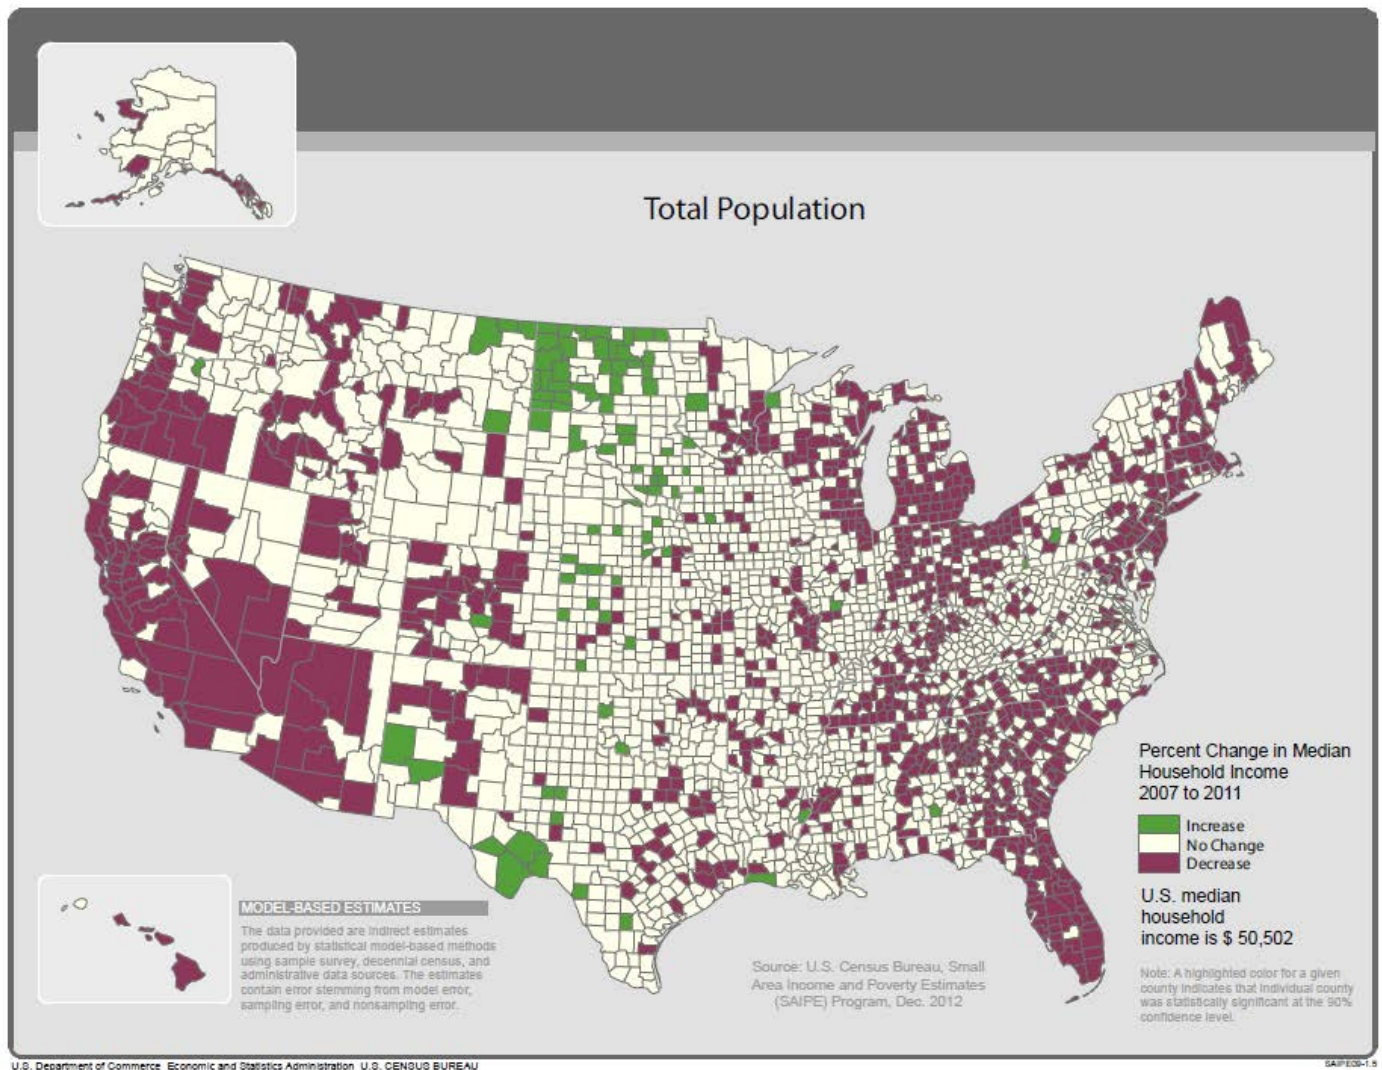 Total Population
Percent Change in Median
Household Income
2007 to 2011
Increase
No Change
Decrease
U.S. median
household
income is $ 50,502
MODEL-BASED ESTIMATES
The data provided are indirect estimates
produced by statistical model-based methods
using sample survey, decennial census, and
administrative data sources. The estimates
contain error stemming from model error,
sampling error, and nonsampling error.
Source: U.S. Census Bureau, Small
Area Income and Poverty Estimates
(SAIPE) Program, Dec. 2012
Note: A highlighted color for a given
county indicates that individual county
was statistically significant at the 90%
confidence level.
U.S. Department of Commerce Economic and Statistics Administration U.S. CENSUS BUREAU
SAIPE09-1.5